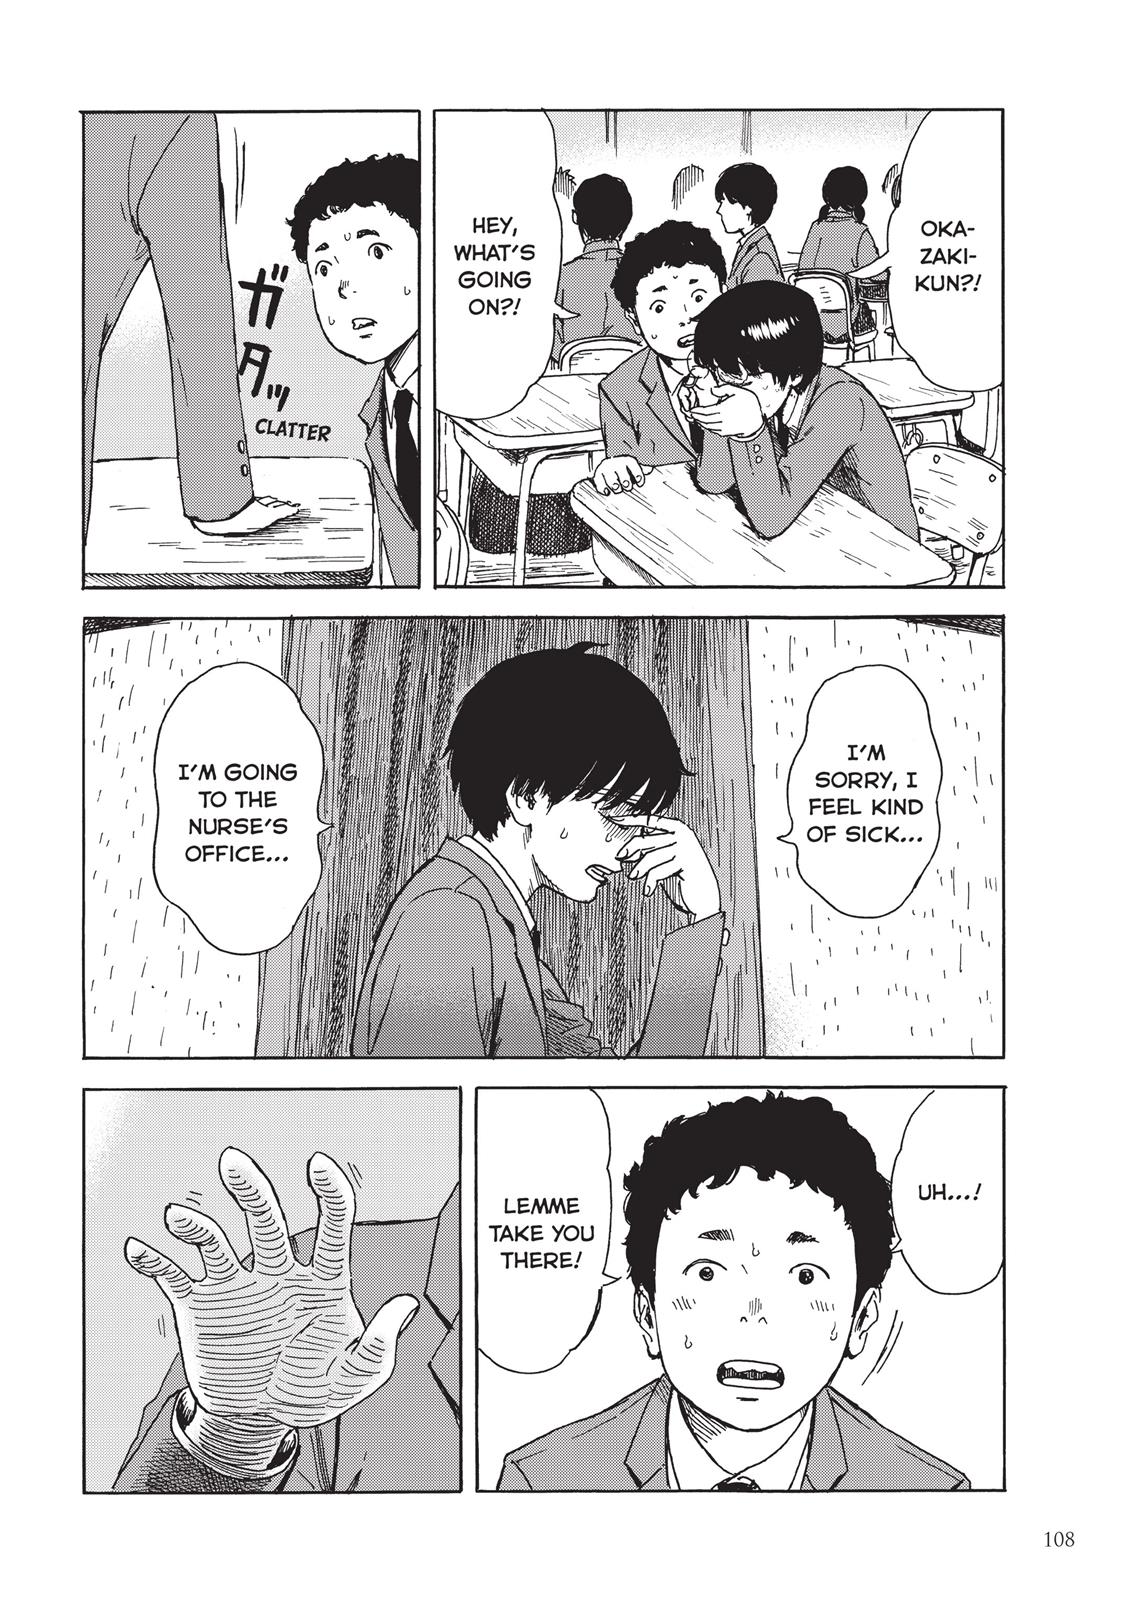 OKA-
ZAKI-
KUN?!
HEY,
WHAT'S
GOING
ON?!
ガタッ
CLATTER
I'M
SORRY, I
FEEL KIND
OF SICK...
I'M GOING
TO THE
NURSE'S
OFFICE...
UH...!
LEMME
TAKE YOU
THERE!
108